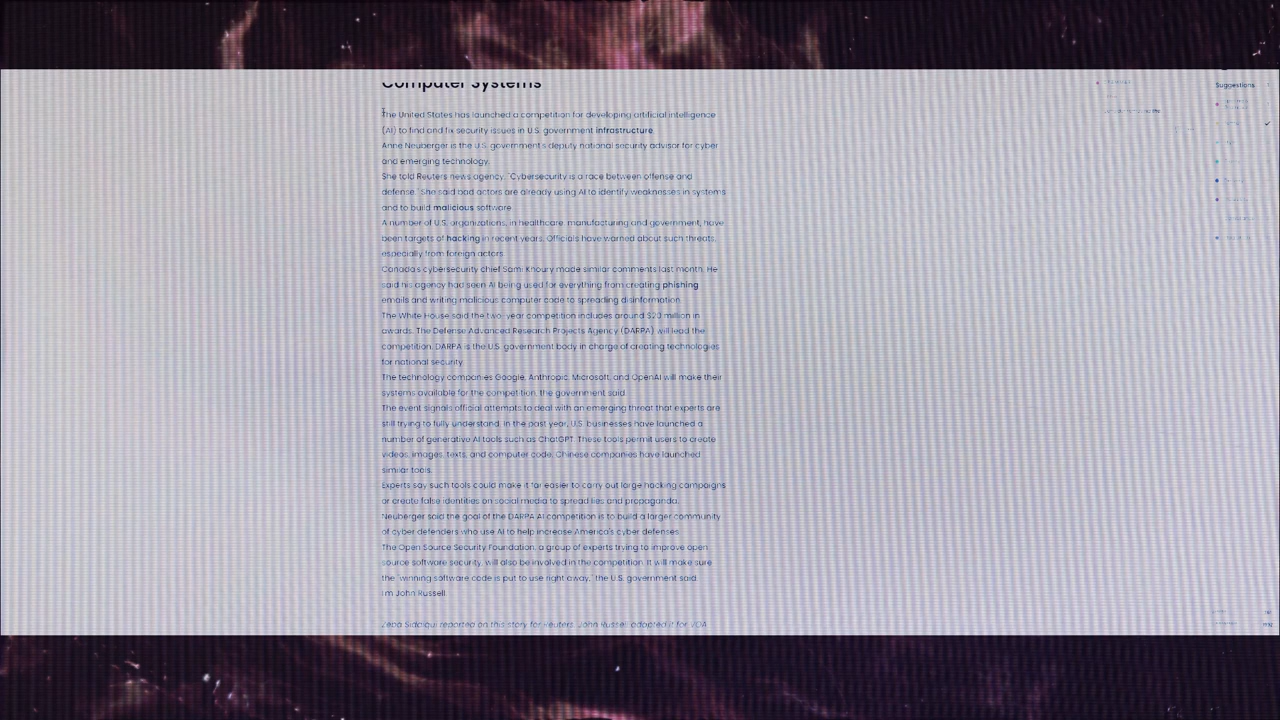 Computer Systems
The United States has launched a competition for developing artificial intelligence
(AI) to find and fix security issues in U.S. government infrastructure.
Anne Neuberger is the U.S. government's deputy national security advisor for cyber
and emerging technology.
She told Reuters news agency, "Cybersecurity is a race between offense and
defense." She said bad actors are already using AI to identify weaknesses in systems
and to build malicious software.
A number of U.S. organizations, in healthcare, manufacturing and government, have
been targets of hacking in recent years. Officials have warned about such threats,
especially from foreign actors.
Canada's cybersecurity chief Sami Khoury made similar comments last month. He
said his agency had seen AI being used for everything from creating phishing
emails and writing malicious computer code to spreading disinformation.
The White House said the two-year competition includes around $20 million in
awards. The Defense Advanced Research Projects Agency (DARPA) will lead the
competition. DARPA is the U.S. government body in charge of creating technologies
for national security.
The technology companies Google, Anthropic, Microsoft, and OpenAI will make their
systems available for the competition, the government said.
The event signals official attempts to deal with an emerging threat that experts are
still trying to fully understand. In the past year, U.S. businesses have launched a
number of generative AI tools such as ChatGPT. These tools permit users to create
videos, images, texts, and computer code. Chinese companies have launched
similar tools.
Experts say such tools could make it far easier to carry out large hacking campaigns
or create false identities on social media to spread lies and propaganda.
Neuberger said the goal of the DARPA AI competition is to build a larger community
of cyber defenders who use AI to help increase America's cyber defenses.
The Open Source Security Foundation, a group of experts trying to improve open
source software security, will also be involved in the competition. It will make sure
the "winning software code is put to use right away," the U.S. government said.
I'm John Russell.
Zeba Siddiqui reported on this story for Reuters. John Russell adapted it for VOA
Suggestions